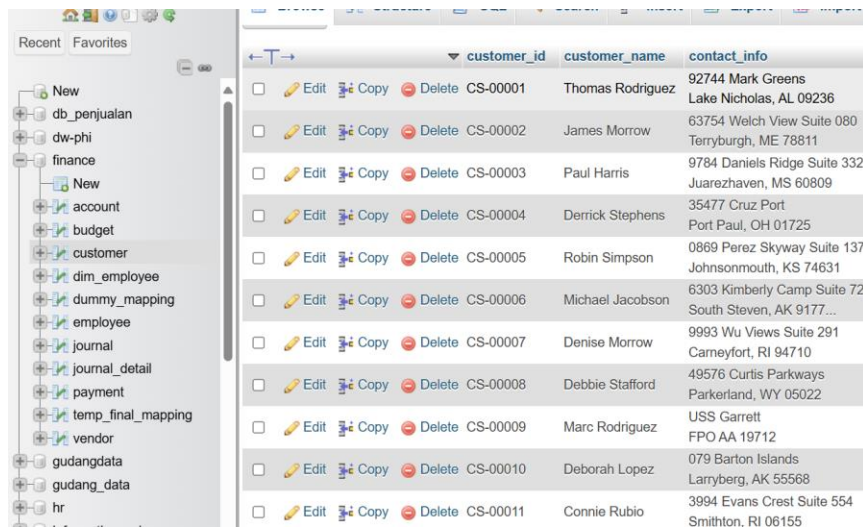 Recent Favorites
New
db_penjualan
dw-phi
finance
New
account
budget
customer
dim_employee
dummy_mapping
employee
journal
journal_detail
payment
temp_final_mapping
vendor
gudangdata
gudang_data
hr
Browse Structure SQL Search Insert Export Import
customer_id customer_name contact_info
Edit Copy Delete CS-00001 Thomas Rodriguez 92744 Mark Greens
Lake Nicholas, AL 09236
Edit Copy Delete CS-00002 James Morrow 63754 Welch View Suite 080
Terryburgh, ME 78811
Edit Copy Delete CS-00003 Paul Harris 9784 Daniels Ridge Suite 332
Juarezhaven, MS 60809
Edit Copy Delete CS-00004 Derrick Stephens 35477 Cruz Port
Port Paul, OH 01725
Edit Copy Delete CS-00005 Robin Simpson 0869 Perez Skyway Suite 137
Johnsonmouth, KS 74631
Edit Copy Delete CS-00006 Michael Jacobson 6303 Kimberly Camp Suite 72
South Steven, AK 9177...
Edit Copy Delete CS-00007 Denise Morrow 9993 Wu Views Suite 291
Carneyfort, RI 94710
Edit Copy Delete CS-00008 Debbie Stafford 49576 Curtis Parkways
Parkerland, WY 05022
Edit Copy Delete CS-00009 Marc Rodriguez USS Garrett
FPO AA 19712
Edit Copy Delete CS-00010 Deborah Lopez 079 Barton Islands
Larryberg, AK 55568
Edit Copy Delete CS-00011 Connie Rubio 3994 Evans Crest Suite 554
Smithton, RI 06155